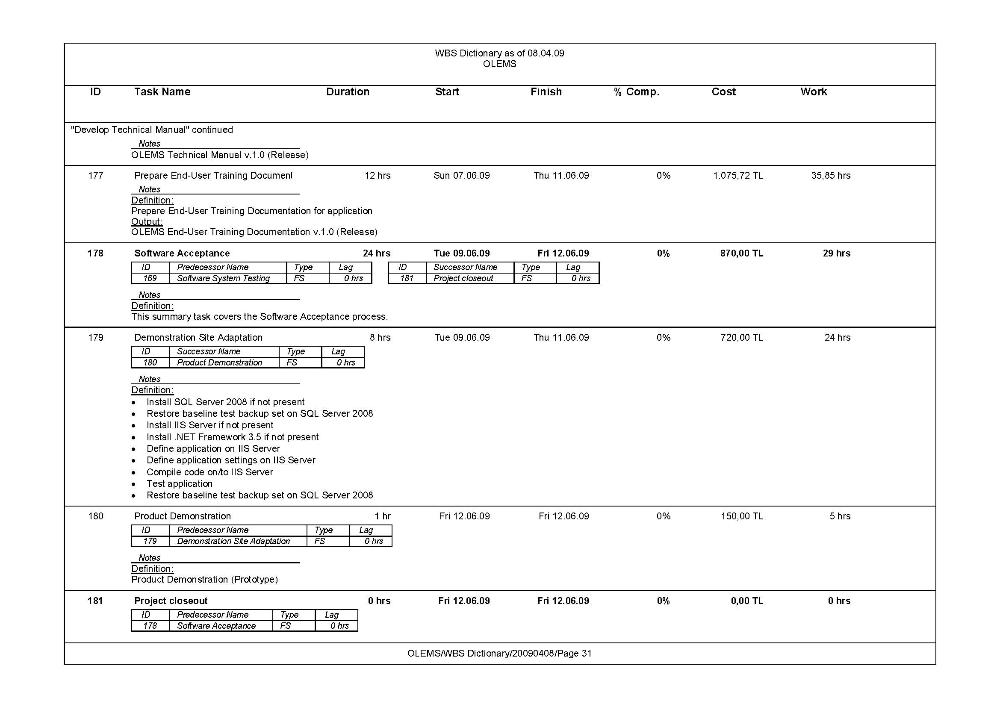 WBS Dictionary as of 08.04.09
OLEMS
ID Task Name Duration Start Finish % Comp. Cost Work
"Develop Technical Manual" continued
Notes
OLEMS Technical Manual v.1.0 (Release)
177 Prepare End-User Training Document 12 hrs Sun 07.06.09 Thu 11.06.09 0% 1.075,72 TL 35,85 hrs
Notes
Definition:
Prepare End-User Training Documentation for application
Output:
OLEMS End-User Training Documentation v.1.0 (Release)
178 Software Acceptance 24 hrs Tue 09.06.09 Fri 12.06.09 0% 870,00 TL 29 hrs
ID Predecessor Name Type Lag ID Successor Name Type Lag
169 Software System Testing FS 0 hrs 181 Project closeout FS 0 hrs
Notes
Definition:
This summary task covers the Software Acceptance process.
179 Demonstration Site Adaptation 8 hrs Tue 09.06.09 Thu 11.06.09 0% 720,00 TL 24 hrs
ID Successor Name Type Lag
180 Product Demonstration FS 0 hrs
Notes
Definition:
• Install SQL Server 2008 if not present
• Restore baseline test backup set on SQL Server 2008
• Install IIS Server if not present
• Install .NET Framework 3.5 if not present
• Define application on IIS Server
• Define application settings on IIS Server
• Compile code on/to IIS Server
• Test application
• Restore baseline test backup set on SQL Server 2008
180 Product Demonstration 1 hr Fri 12.06.09 Fri 12.06.09 0% 150,00 TL 5 hrs
ID Predecessor Name Type Lag
179 Demonstration Site Adaptation FS 0 hrs
Notes
Definition:
Product Demonstration (Prototype)
181 Project closeout 0 hrs Fri 12.06.09 Fri 12.06.09 0% 0,00 TL 0 hrs
ID Predecessor Name Type Lag
178 Software Acceptance FS 0 hrs
OLEMS/WBS Dictionary/20090408/Page 31